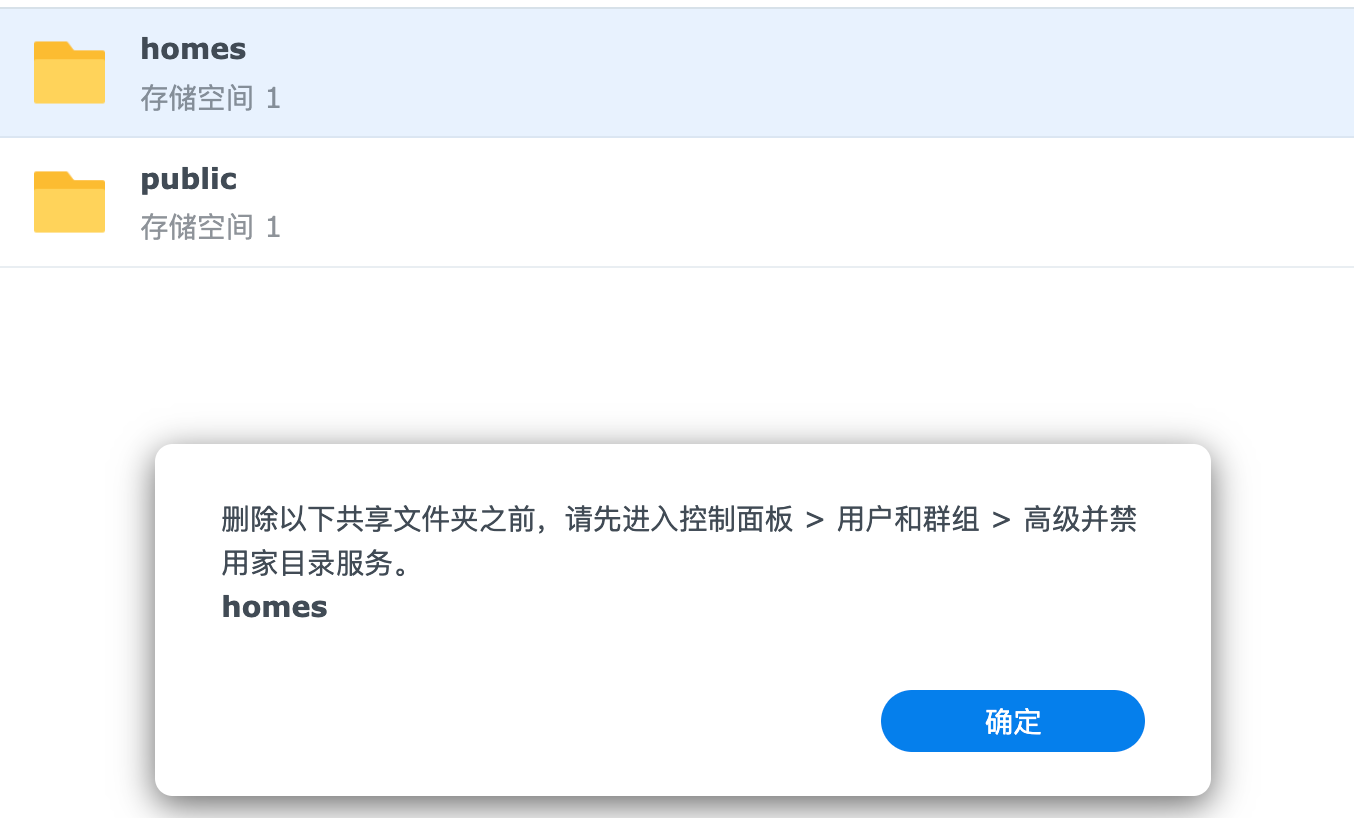 homes
存储空间 1
public
存储空间 1
删除以下共享文件夹之前，请先进入控制面板 > 用户和群组 > 高级并禁
用家目录服务。
homes
确定